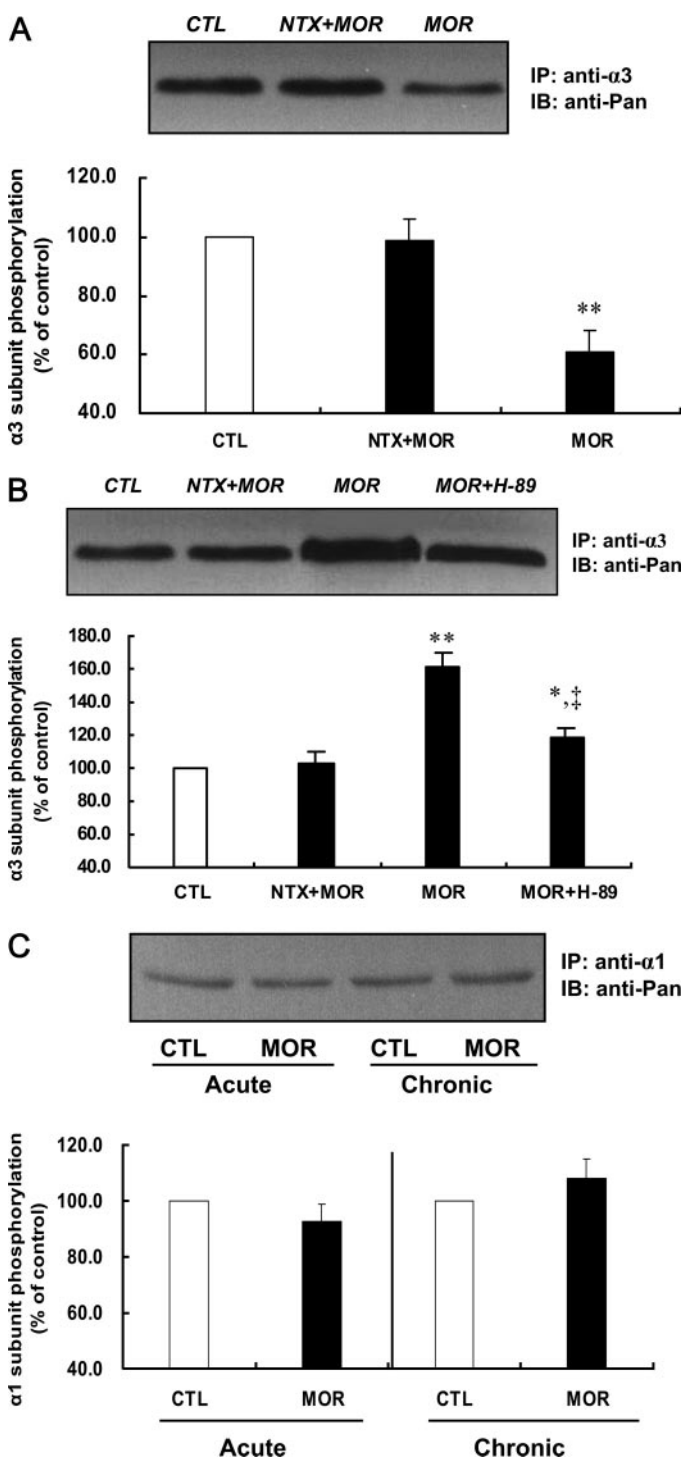 A
CTL NTX+MOR MOR
IP: anti-α3
IB: anti-Pan
α3 subunit phosphorylation
(% of control)
120.0
100.0
80.0
60.0
40.0
**
CTL NTX+MOR MOR
B
CTL NTX+MOR MOR MOR+H-89
IP: anti-α3
IB: anti-Pan
α3 subunit phosphorylation
(% of control)
180.0
160.0
140.0
120.0
100.0
80.0
60.0
40.0
**
*,‡
CTL NTX+MOR MOR MOR+H-89
C
IP: anti-α1
IB: anti-Pan
CTL MOR CTL MOR
Acute Chronic
α1 subunit phosphorylation
(% of control)
120.0
100.0
80.0
60.0
40.0
CTL MOR CTL MOR
Acute Chronic